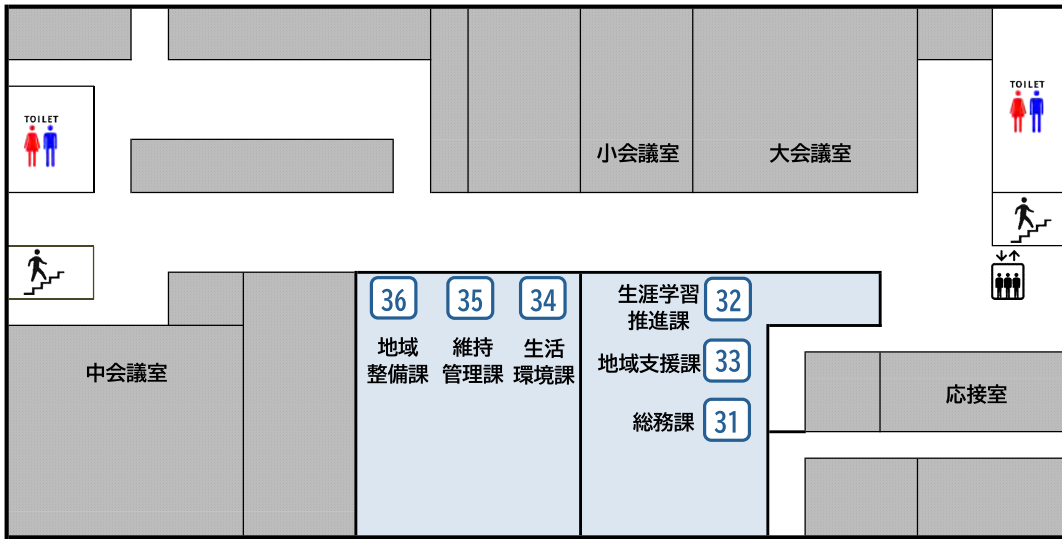 TOILET
TOILET
小会議室
大会議室
36
地域
整備課
35
維持
管理課
34
生活
環境課
生涯学習
推進課
32
地域支援課
33
総務課
31
中会議室
応接室